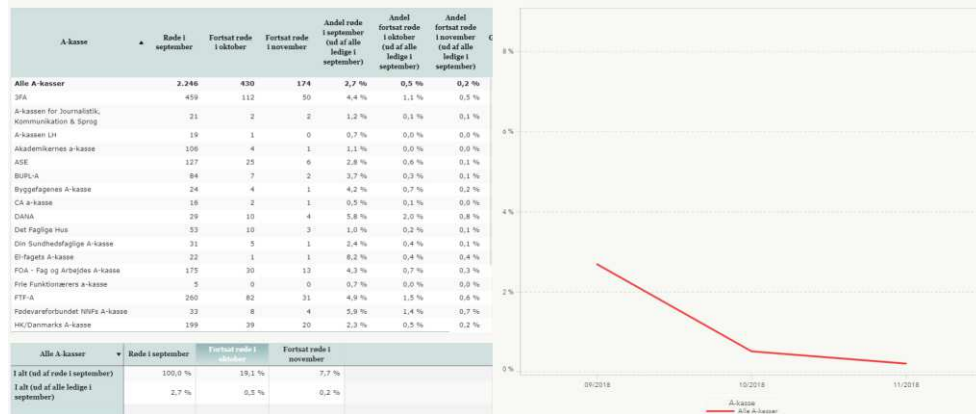 A-kasse ▲ Røde i september Fortsat røde i oktober Fortsat røde i november Andel røde i september (ud af alle ledige i september) Andel fortsat røde i oktober (ud af alle ledige i september) Andel fortsat røde i november (ud af alle ledige i september)
Alle A-kasser 2.246 430 174 2,7 % 0,5 % 0,2 %
3FA 459 112 50 4,4 % 1,1 % 0,5 %
A-kassen for Journalistik, Kommunikation & Sprog 21 2 2 1,2 % 0,1 % 0,1 %
A-kassen LH 19 1 0 0,7 % 0,0 % 0,0 %
Akademikernes a-kasse 106 4 1 1,1 % 0,0 % 0,0 %
ASE 127 25 6 2,8 % 0,6 % 0,1 %
BUPL-A 84 7 2 3,7 % 0,3 % 0,1 %
Byggefagenes A-kasse 24 4 1 4,2 % 0,7 % 0,2 %
CA a-kasse 16 2 1 0,5 % 0,1 % 0,0 %
DANA 29 10 4 5,8 % 2,0 % 0,8 %
Det Faglige Hus 53 10 3 1,0 % 0,2 % 0,1 %
Din Sundhedsfaglige A-kasse 31 5 1 2,4 % 0,4 % 0,1 %
El-fagets A-kasse 22 1 1 8,2 % 0,4 % 0,4 %
FOA - Fag og Arbejdes A-kasse 175 30 13 4,3 % 0,7 % 0,3 %
Frie Funktionærers a-kasse 5 0 0 0,7 % 0,0 % 0,0 %
FTF-A 260 82 31 4,9 % 1,5 % 0,6 %
Fødevareforbundet NNFs A-kasse 33 8 4 5,9 % 1,4 % 0,7 %
HK/Danmarks A-kasse 199 39 20 2,3 % 0,5 % 0,2 %
Alle A-kasser ▼ Røde i september Fortsat røde i oktober Fortsat røde i november
I alt (ud af røde i september) 100,0 % 19,1 % 7,7 %
I alt (ud af alle ledige i september) 2,7 % 0,5 % 0,2 %
8 %
6 %
4 %
2 %
0 %
09/2018 10/2018 11/2018
A-kasse
Alle A-kasser